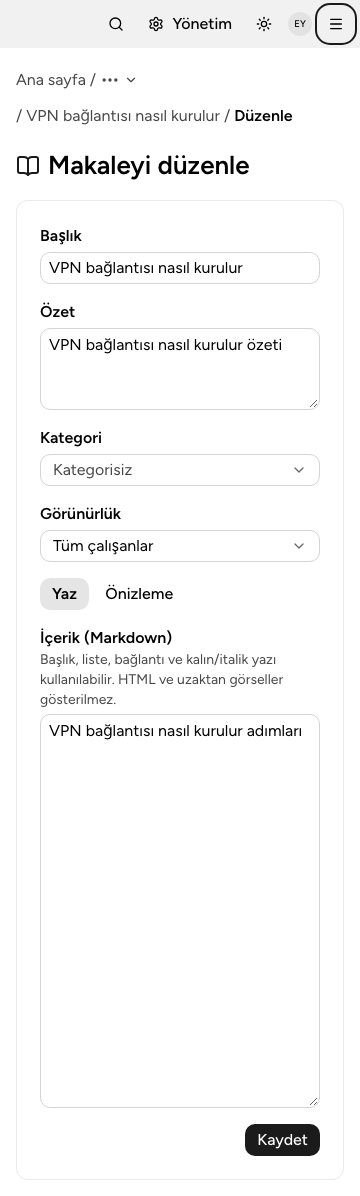 Yönetim
EY
Ana sayfa / •••
/ VPN bağlantısı nasıl kurulur / Düzenle
Makaleyi düzenle
Başlık
VPN bağlantısı nasıl kurulur
Özet
VPN bağlantısı nasıl kurulur özeti
Kategori
Kategorisiz
Görünürlük
Tüm çalışanlar
Yaz Önizleme
İçerik (Markdown)
Başlık, liste, bağlantı ve kalın/italik yazı
kullanılabilir. HTML ve uzaktan görseller
gösterilmez.
VPN bağlantısı nasıl kurulur adımları
Kaydet